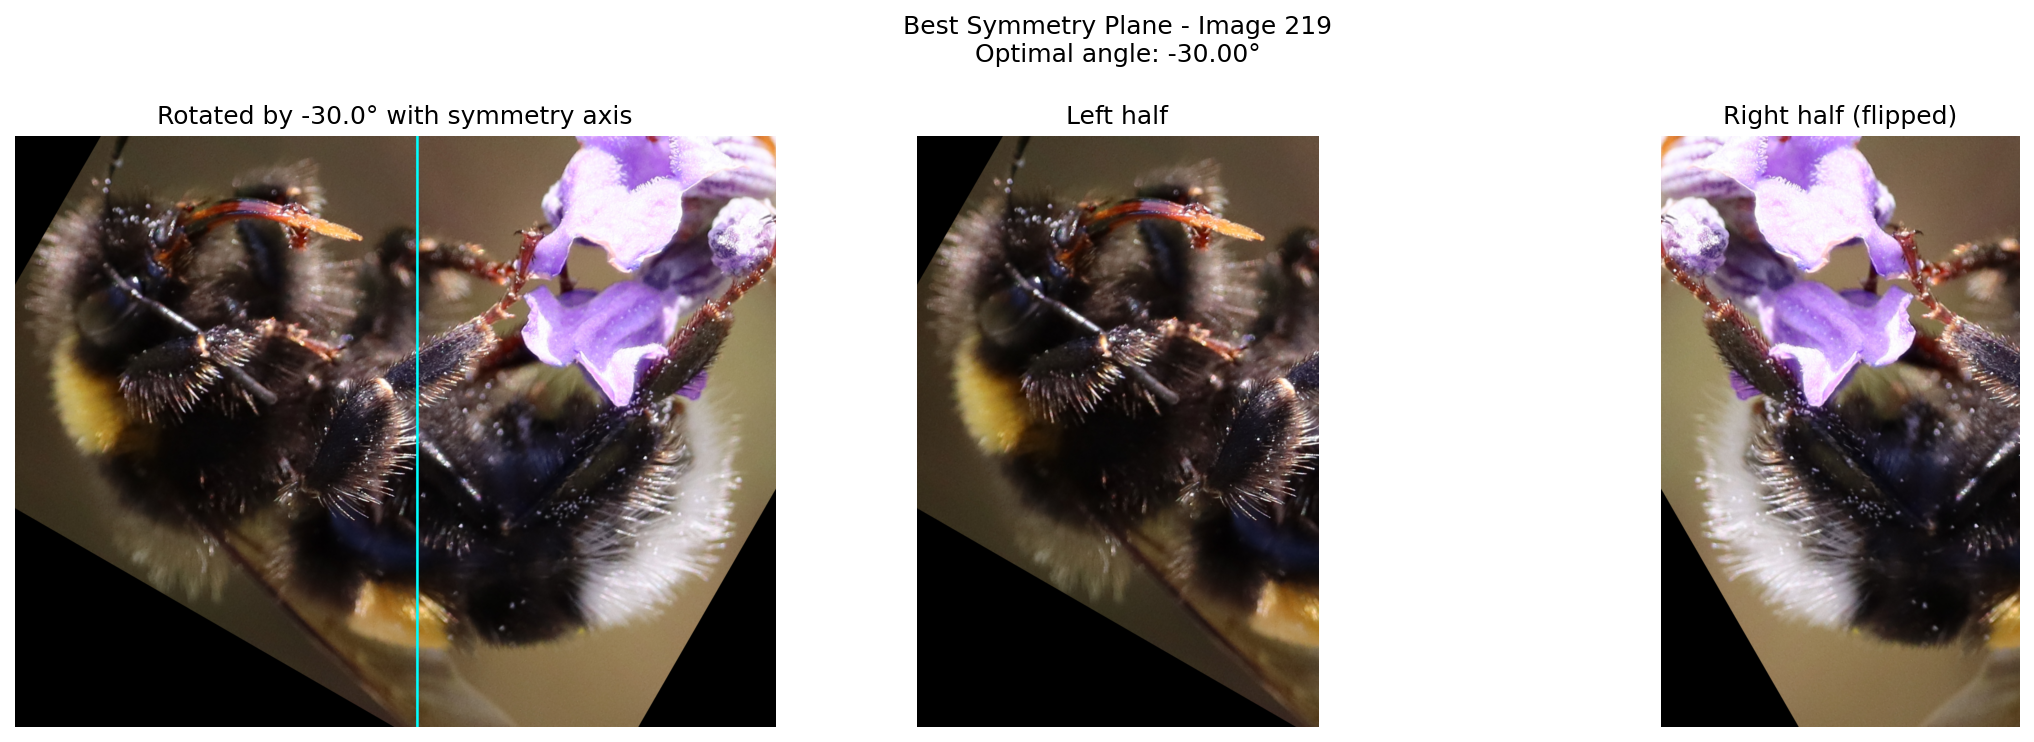 Best Symmetry Plane - Image 219
Optimal angle: -30.00°
Rotated by -30.0° with symmetry axis
Left half
Right half (flipped)